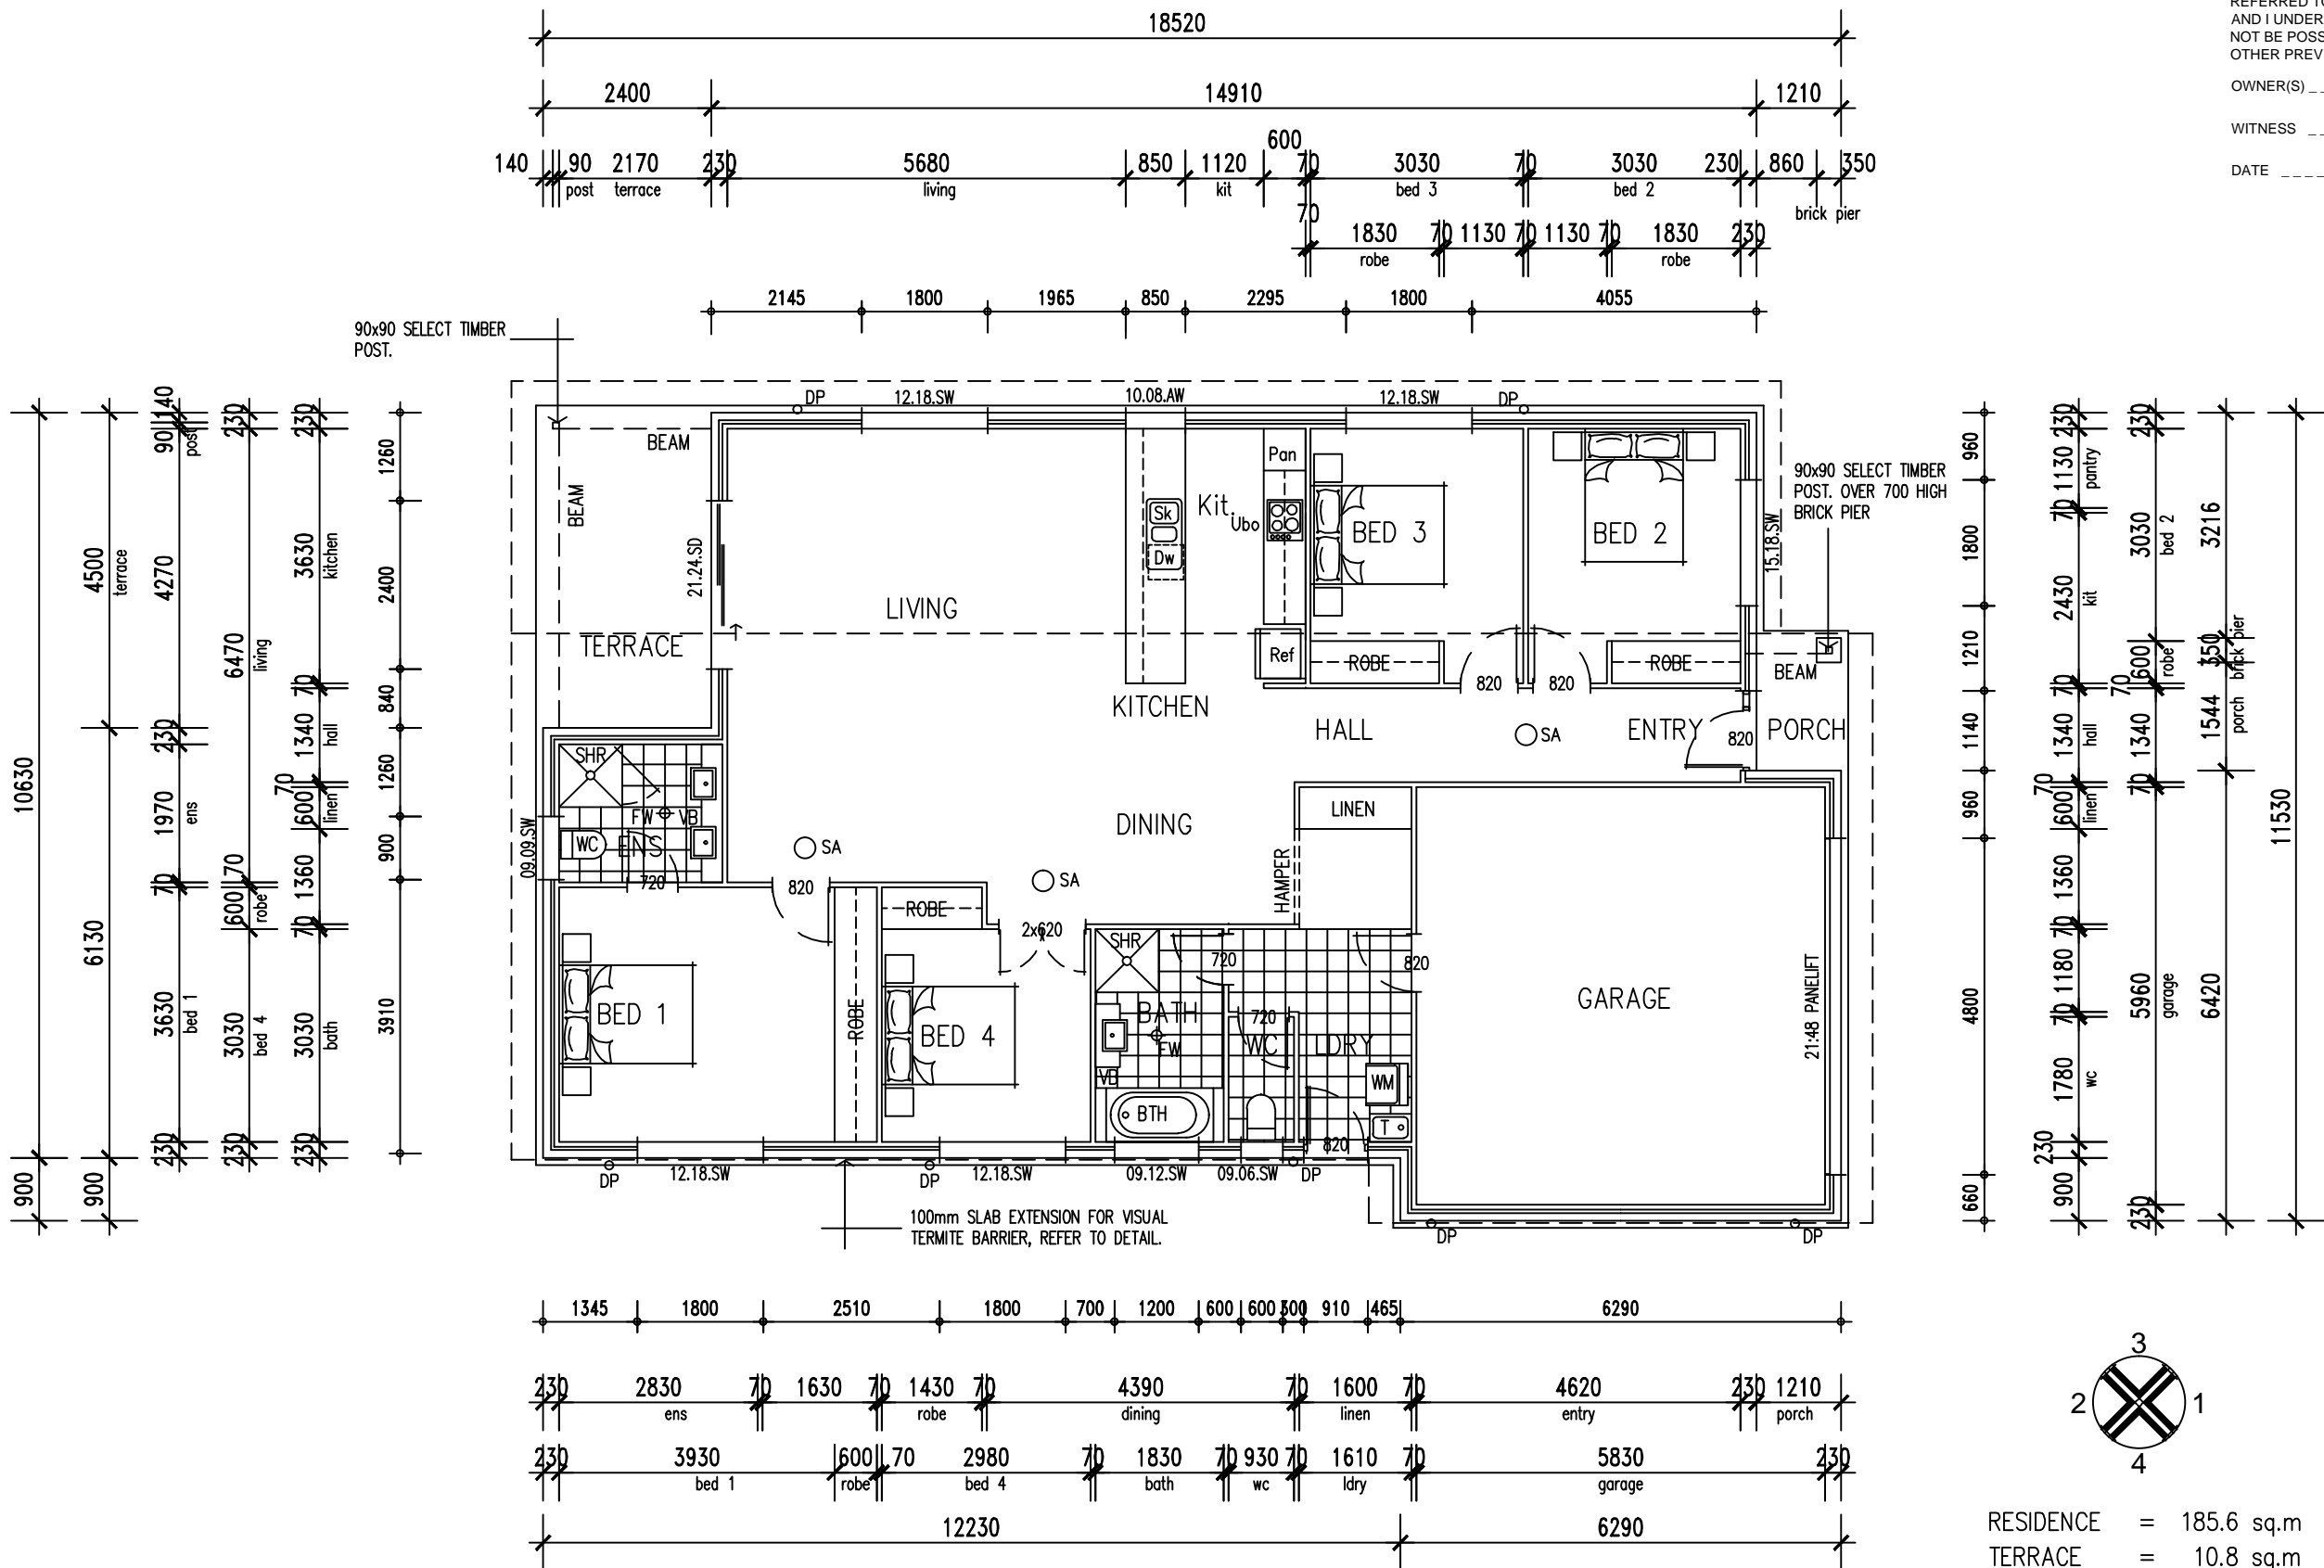 REFERRED TO
AND I UNDER
NOT BE POSS
OTHER PREV
OWNER(S) _ _
WITNESS _ _
DATE _ _ _ _
18520
2400 14910 1210
600
140 90 2170 230 5680 850 1120 70 3030 70 3030 230 860 350
post terrace living kit bed 3 bed 2
brick pier
70
1830 70 1130 70 1130 70 1830 230
robe robe
2145 1800 1965 850 2295 1800 4055
90x90 SELECT TIMBER
POST.
DP 12.18.SW 10.08.AW 12.18.SW DP
BEAM
BEAM
21.24.SD
TERRACE
LIVING
Sk
Dw
Kit.
Ubo
Pan
Ref
KITCHEN
BED 3
BED 2
ROBE ROBE
820 820
15.18.SW
90x90 SELECT TIMBER
POST. OVER 700 HIGH
BRICK PIER
BEAM
HALL
SA
ENTRY
820
PORCH
SHR
FW VB
WC ENS
09.09.SW
720
SA
820
DINING
SA
LINEN
HAMPER
ROBE
2x620
BED 1
ROBE
BED 4
SHR
720
820
BATH
FW
VB
BTH
720
WC
LDRY
WM
T
820
GARAGE
21:48 PANELIFT
DP 12.18.SW DP 12.18.SW 09.12.SW 09.06.SW DP
DP DP
100mm SLAB EXTENSION FOR VISUAL
TERMITE BARRIER, REFER TO DETAIL.
10630
900
4500
terrace
6130
900
140
90
post
4270
230
1970
ens
70
3630
bed 1
230
230
6470
living
70
600
robe
3030
bed 4
230
230
3630
kitchen
70
1340
hall
70
600
linen
1360
70
3030
bath
230
1260
2400
840
1260
900
3910
960
1800
1210
1140
960
4800
660
230
1130
pantry
70
2430
kit
70
1340
hall
70
600
linen
1360
70
1180
70
1780
wc
230
900
230
3030
bed 2
600
robe
70
1340
70
5960
garage
230
3216
350
brick pier
1544
porch
6420
11530
1345 1800 2510 1800 700 1200 600 600 300 910 465 6290
230 2830 70 1630 70 1430 70 4390 70 1600 70 4620 230 1210
ens robe dining linen entry porch
230 3930 600 70 2980 70 1830 70 930 70 1610 70 5830 230
bed 1 robe bed 4 bath wc ldry garage
12230 6290
3
2 1
4
RESIDENCE = 185.6 sq.m
TERRACE = 10.8 sq.m